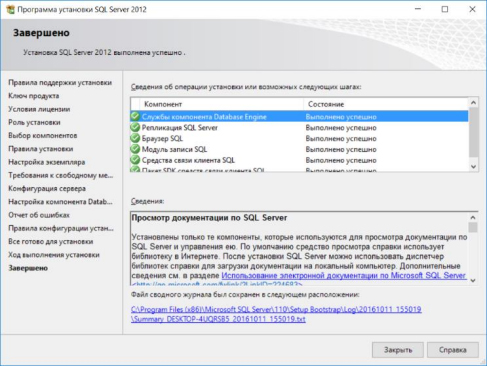 Программа установки SQL Server 2012
Завершено
Установка SQL Server 2012 выполнена успешно .
Правила поддержки установки
Ключ продукта
Условия лицензии
Роль установки
Выбор компонентов
Правила установки
Настройка экземпляра
Требования к свободному ме...
Конфигурация сервера
Настройка компонента Datab...
Отчет об ошибках
Правила конфигурации устан...
Все готово для установки
Ход выполнения установки
Завершено
Сведения об операции установки или возможных следующих шагах:
Компонент Состояние
Службы компонента Database Engine Выполнено успешно
Репликация SQL Server Выполнено успешно
Браузер SQL Выполнено успешно
Модуль записи SQL Выполнено успешно
Средства связи клиента SQL Выполнено успешно
Пакет SDK средств связи клиента SQL Выполнено успешно
Сведения:
Просмотр документации по SQL Server
Установлены только те компоненты, которые используются для просмотра документации по
SQL Server и управления ею. По умолчанию средство просмотра справки использует
библиотеку в Интернете. После установки SQL Server можно использовать диспетчер
библиотек справки для загрузки документации на локальный компьютер. Дополнительные
сведения см. в разделе Использование электронной документации по Microsoft SQL Server
<http://go.microsoft.com/fwlink/?LinkID=224683>
Файл сводного журнала был сохранен в следующем расположении:
C:\Program Files (x86)\Microsoft SQL Server\110\Setup Bootstrap\Log\20161011_155019
\Summary_DESKTOP-4UQRSB5_20161011_155019.txt
Закрыть Справка